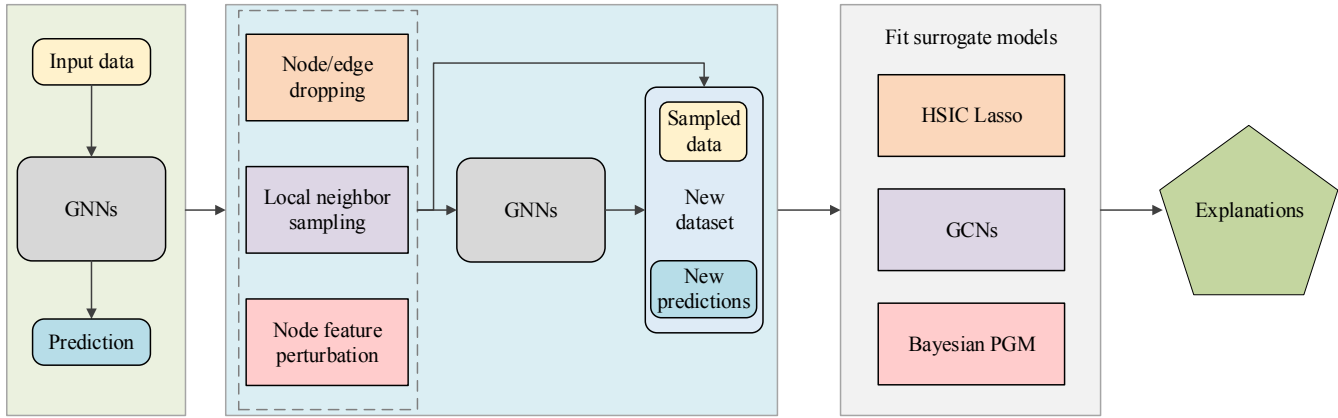 Input data
GNNs
Prediction
Node/edge
dropping
Local neighbor
sampling
Node feature
perturbation
GNNs
Sampled
data
New
dataset
New
predictions
Fit surrogate models
HSIC Lasso
GCNs
Bayesian PGM
Explanations